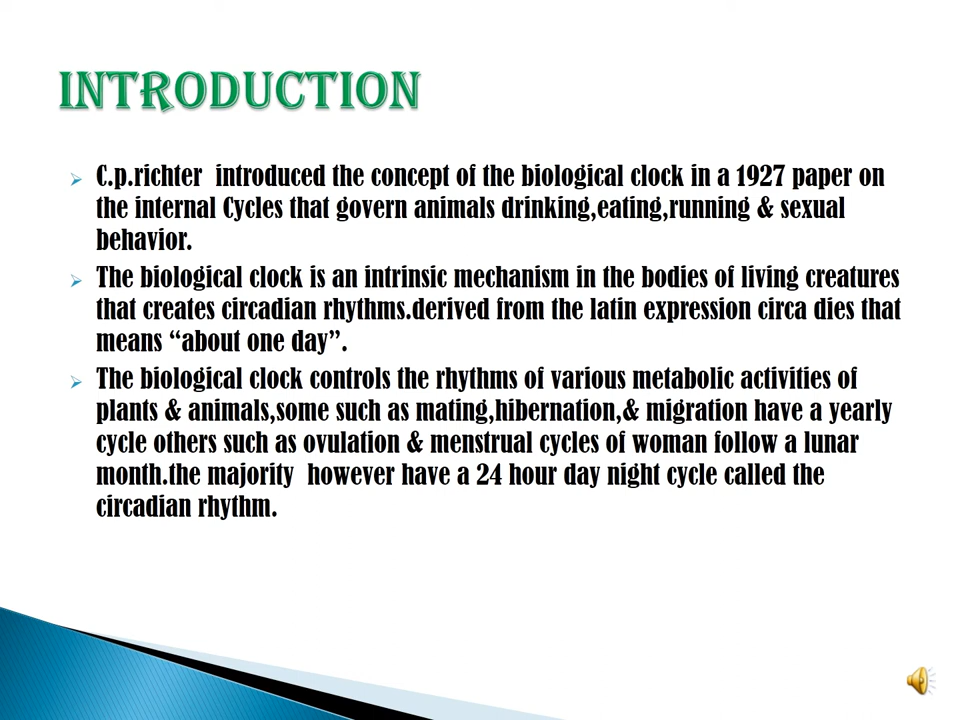 INTRODUCTION
C.p.richter introduced the concept of the biological clock in a 1927 paper on
the internal Cycles that govern animals drinking,eating,running & sexual
behavior.
The biological clock is an intrinsic mechanism in the bodies of living creatures
that creates circadian rhythms.derived from the latin expression circa dies that
means “about one day”.
The biological clock controls the rhythms of various metabolic activities of
plants & animals,some such as mating,hibernation,& migration have a yearly
cycle others such as ovulation & menstrual cycles of woman follow a lunar
month.the majority however have a 24 hour day night cycle called the
circadian rhythm.